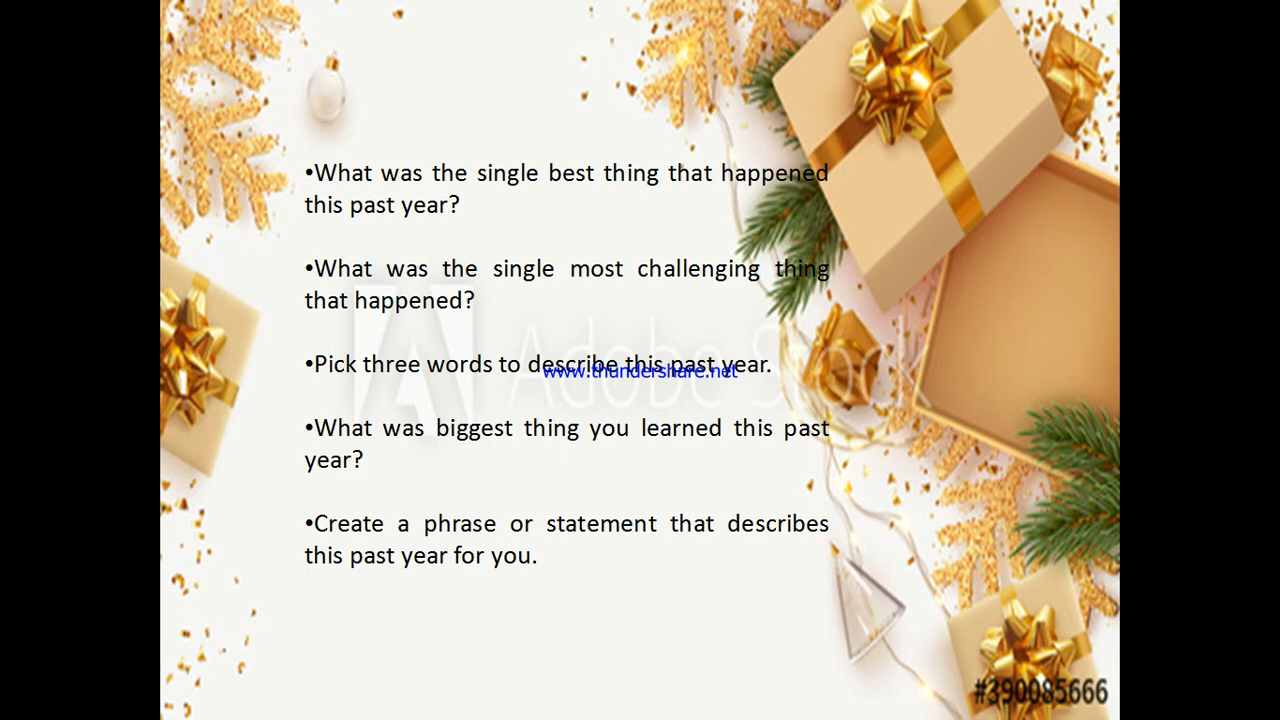 •What was the single best thing that happened
this past year?
•What was the single most challenging thing
that happened?
•Pick three words to describe this past year.
www.thundershare.net
Adobe Stock
•What was biggest thing you learned this past
year?
•Create a phrase or statement that describes
this past year for you.
#390085666